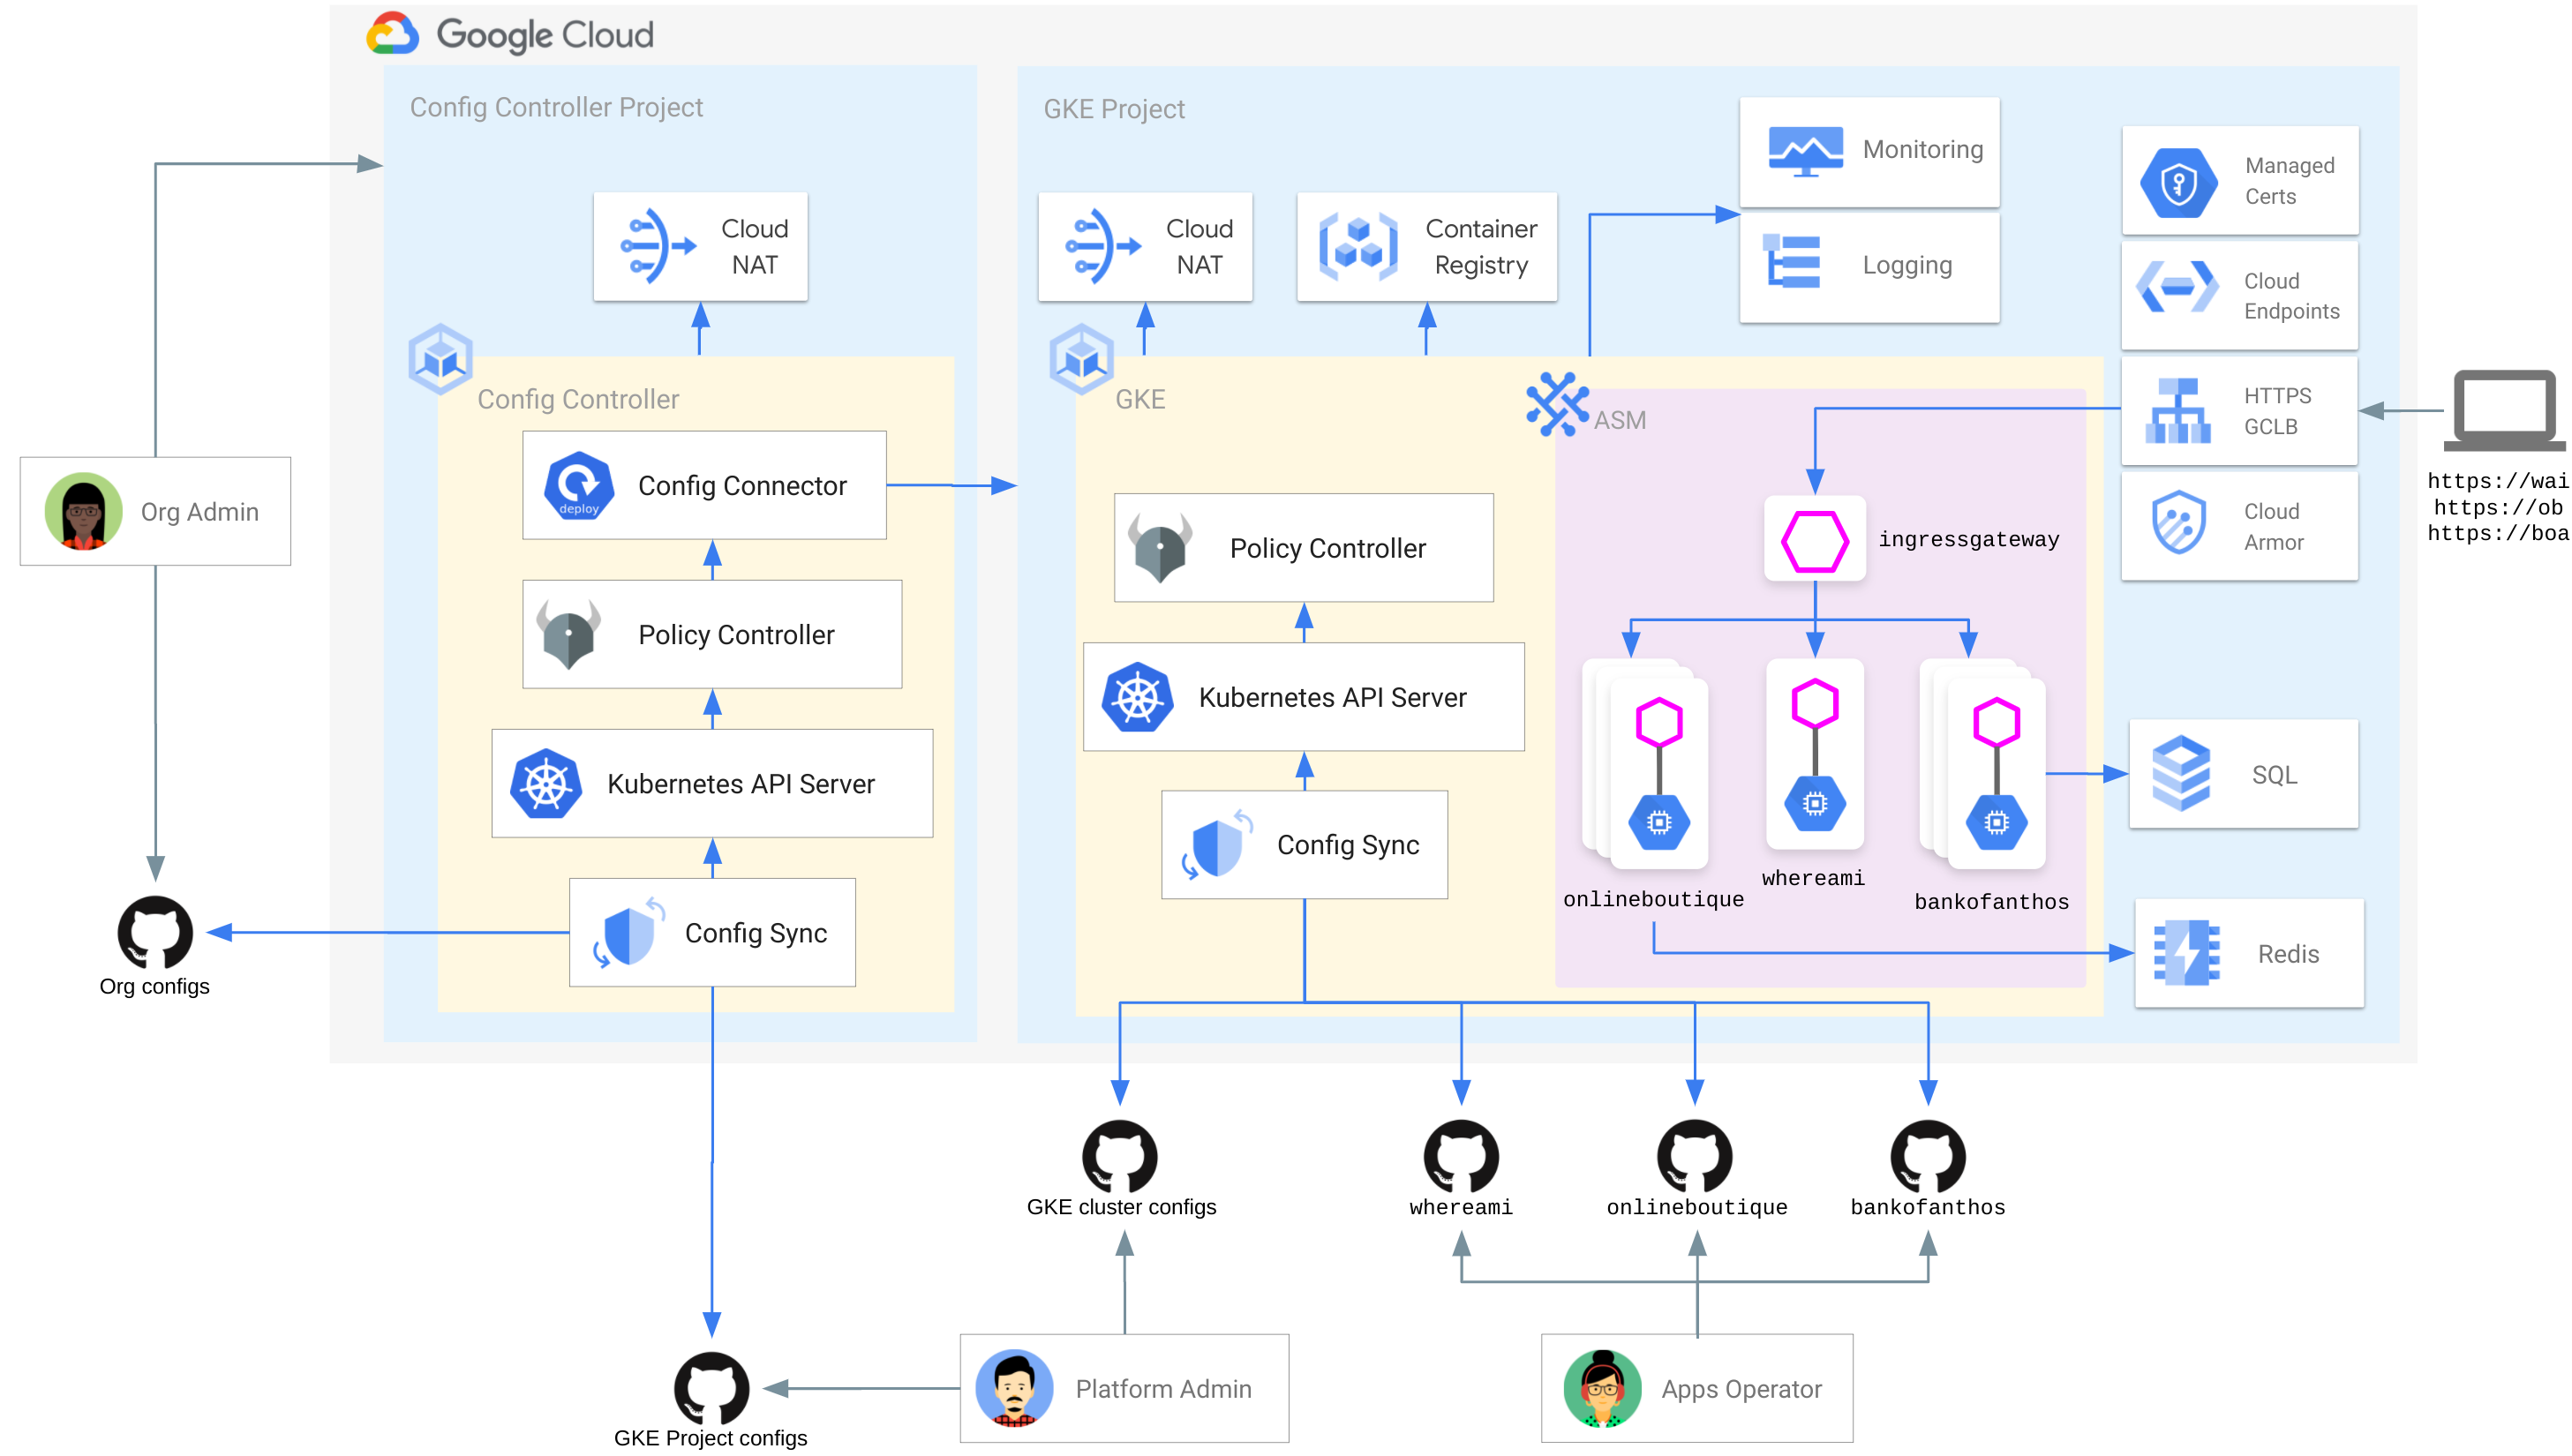 Google Cloud
Config Controller Project
GKE Project
Monitoring
Logging
Managed
Certs
Cloud
NAT
Cloud
NAT
Container
Registry
Cloud
Endpoints
Config Controller
GKE
ASM
HTTPS
GCLB
https://wai
https://ob
https://boa
Org Admin
Config Connector
deploy
Policy Controller
ingressgateway
Cloud
Armor
Policy Controller
Kubernetes API Server
Kubernetes API Server
SQL
Config Sync
Config Sync
whereami
onlineboutique
bankofanthos
Redis
Org configs
GKE cluster configs
whereami
onlineboutique
bankofanthos
Platform Admin
Apps Operator
GKE Project configs